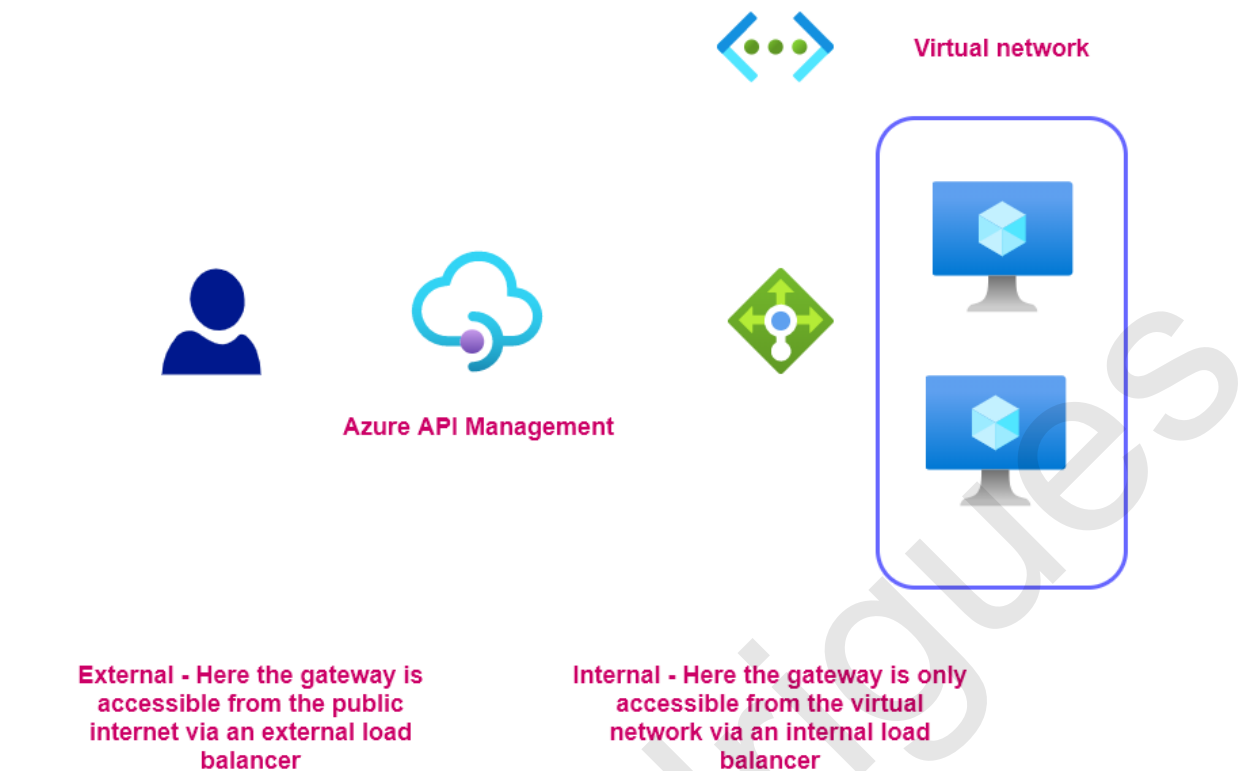 Virtual network
Azure API Management
External - Here the gateway is
accessible from the public
internet via an external load
balancer
Internal - Here the gateway is only
accessible from the virtual
network via an internal load
balancer